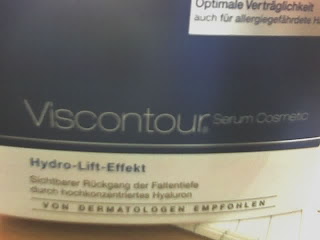 Optimale Verträglichkeit
auch für allergiegefährdete
Viscontour® Serum Cosmetic
Hydro-Lift-Effekt
Sichtbarer Rückgang der Faltentiefe
durch hochkonzentriertes Hyaluron
VON DERMATOLOGEN EMPFOHLEN